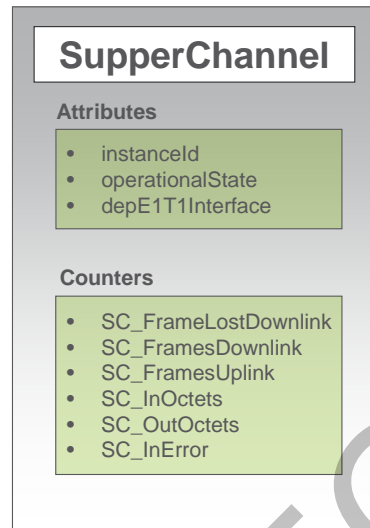 SupperChannel
Attributes
• instanceId
• operationalState
• depE1T1Interface
Counters
• SC_FrameLostDownlink
• SC_FramesDownlink
• SC_FramesUplink
• SC_InOctets
• SC_OutOctets
• SC_InError